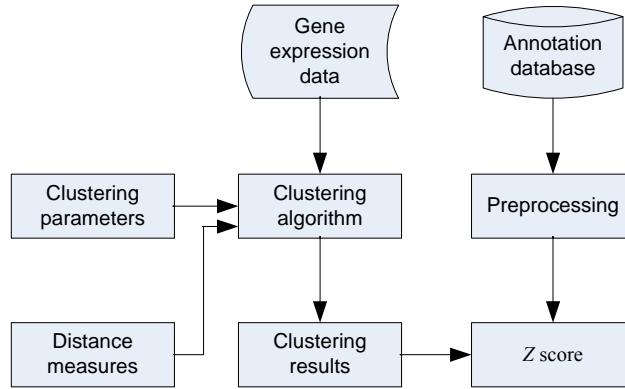 Gene
expression
data
Annotation
database
Clustering
parameters
Clustering
algorithm
Preprocessing
Distance
measures
Clustering
results
Z score